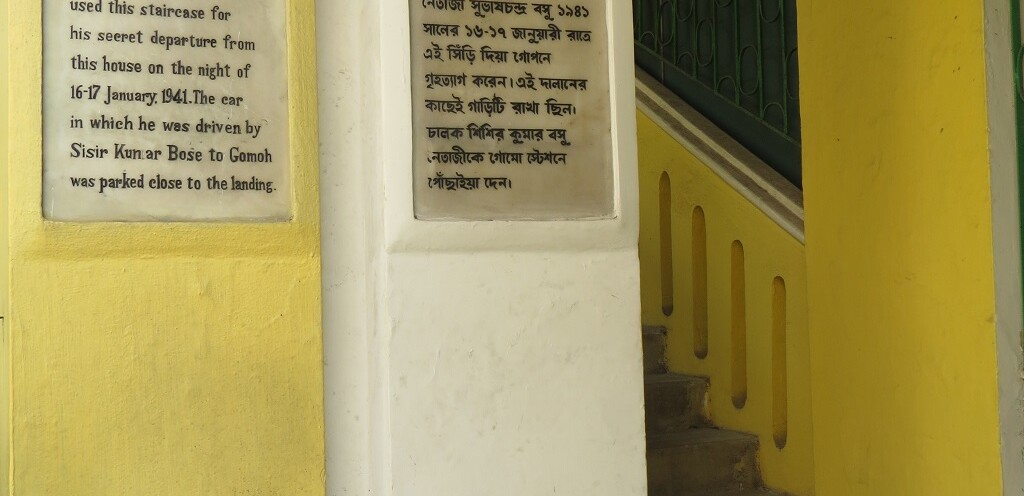 used this staircase for
his secret departure from
this house on the night of
16-17 January, 1941. The car
in which he was driven by
Sisir Kumar Bose to Gomoh
was parked close to the landing.
নেতাজী সুভাষচন্দ্র বসু ১৯৪১
সালের ১৬-১৭ জানুয়ারী রাতে
এই সিঁড়ি দিয়া গোপনে
গৃহত্যাগ করেন। এই দালানের
কাছেই গাড়িটি রাখা ছিল।
চালক শিশির কুমার বসু
নেতাজীকে গোমো স্টেশনে
পৌঁছাইয়া দেন।